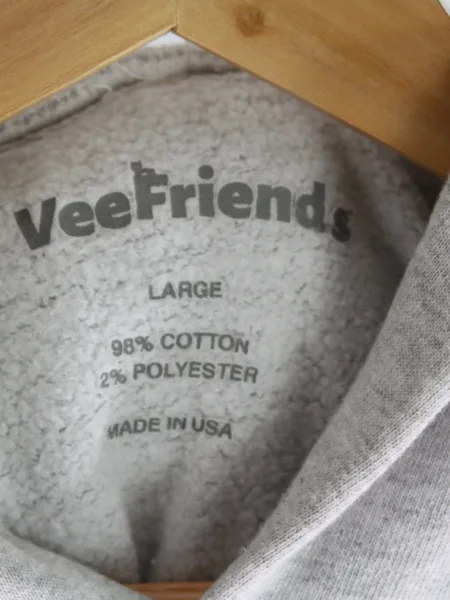 VeeFriends
LARGE
98% COTTON
2% POLYESTER
MADE IN USA